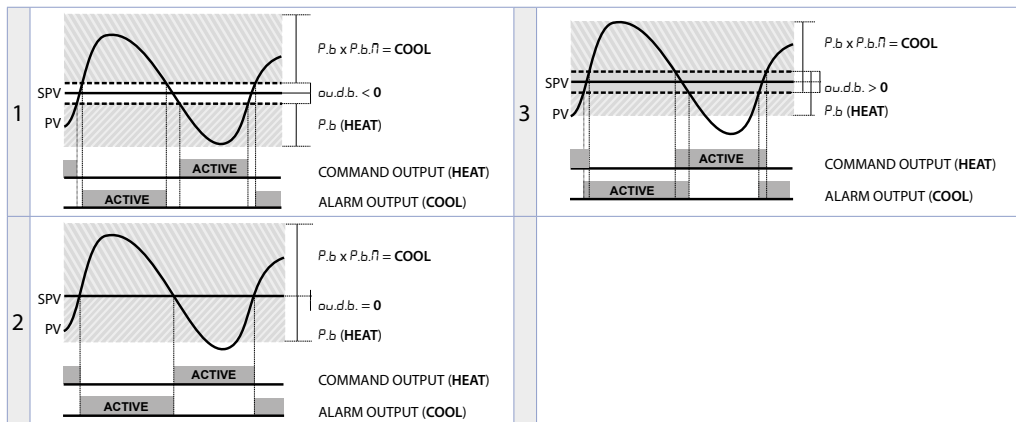 1
SPV
PV
P.b x P.b.M = COOL
ou.d.b. < 0
P.b (HEAT)
ACTIVE
COMMAND OUTPUT (HEAT)
ACTIVE
ALARM OUTPUT (COOL)
3
SPV
PV
P.b x P.b.M = COOL
ou.d.b. > 0
P.b (HEAT)
ACTIVE
COMMAND OUTPUT (HEAT)
ACTIVE
ALARM OUTPUT (COOL)
2
SPV
PV
P.b x P.b.M = COOL
ou.d.b. = 0
P.b (HEAT)
ACTIVE
COMMAND OUTPUT (HEAT)
ACTIVE
ALARM OUTPUT (COOL)